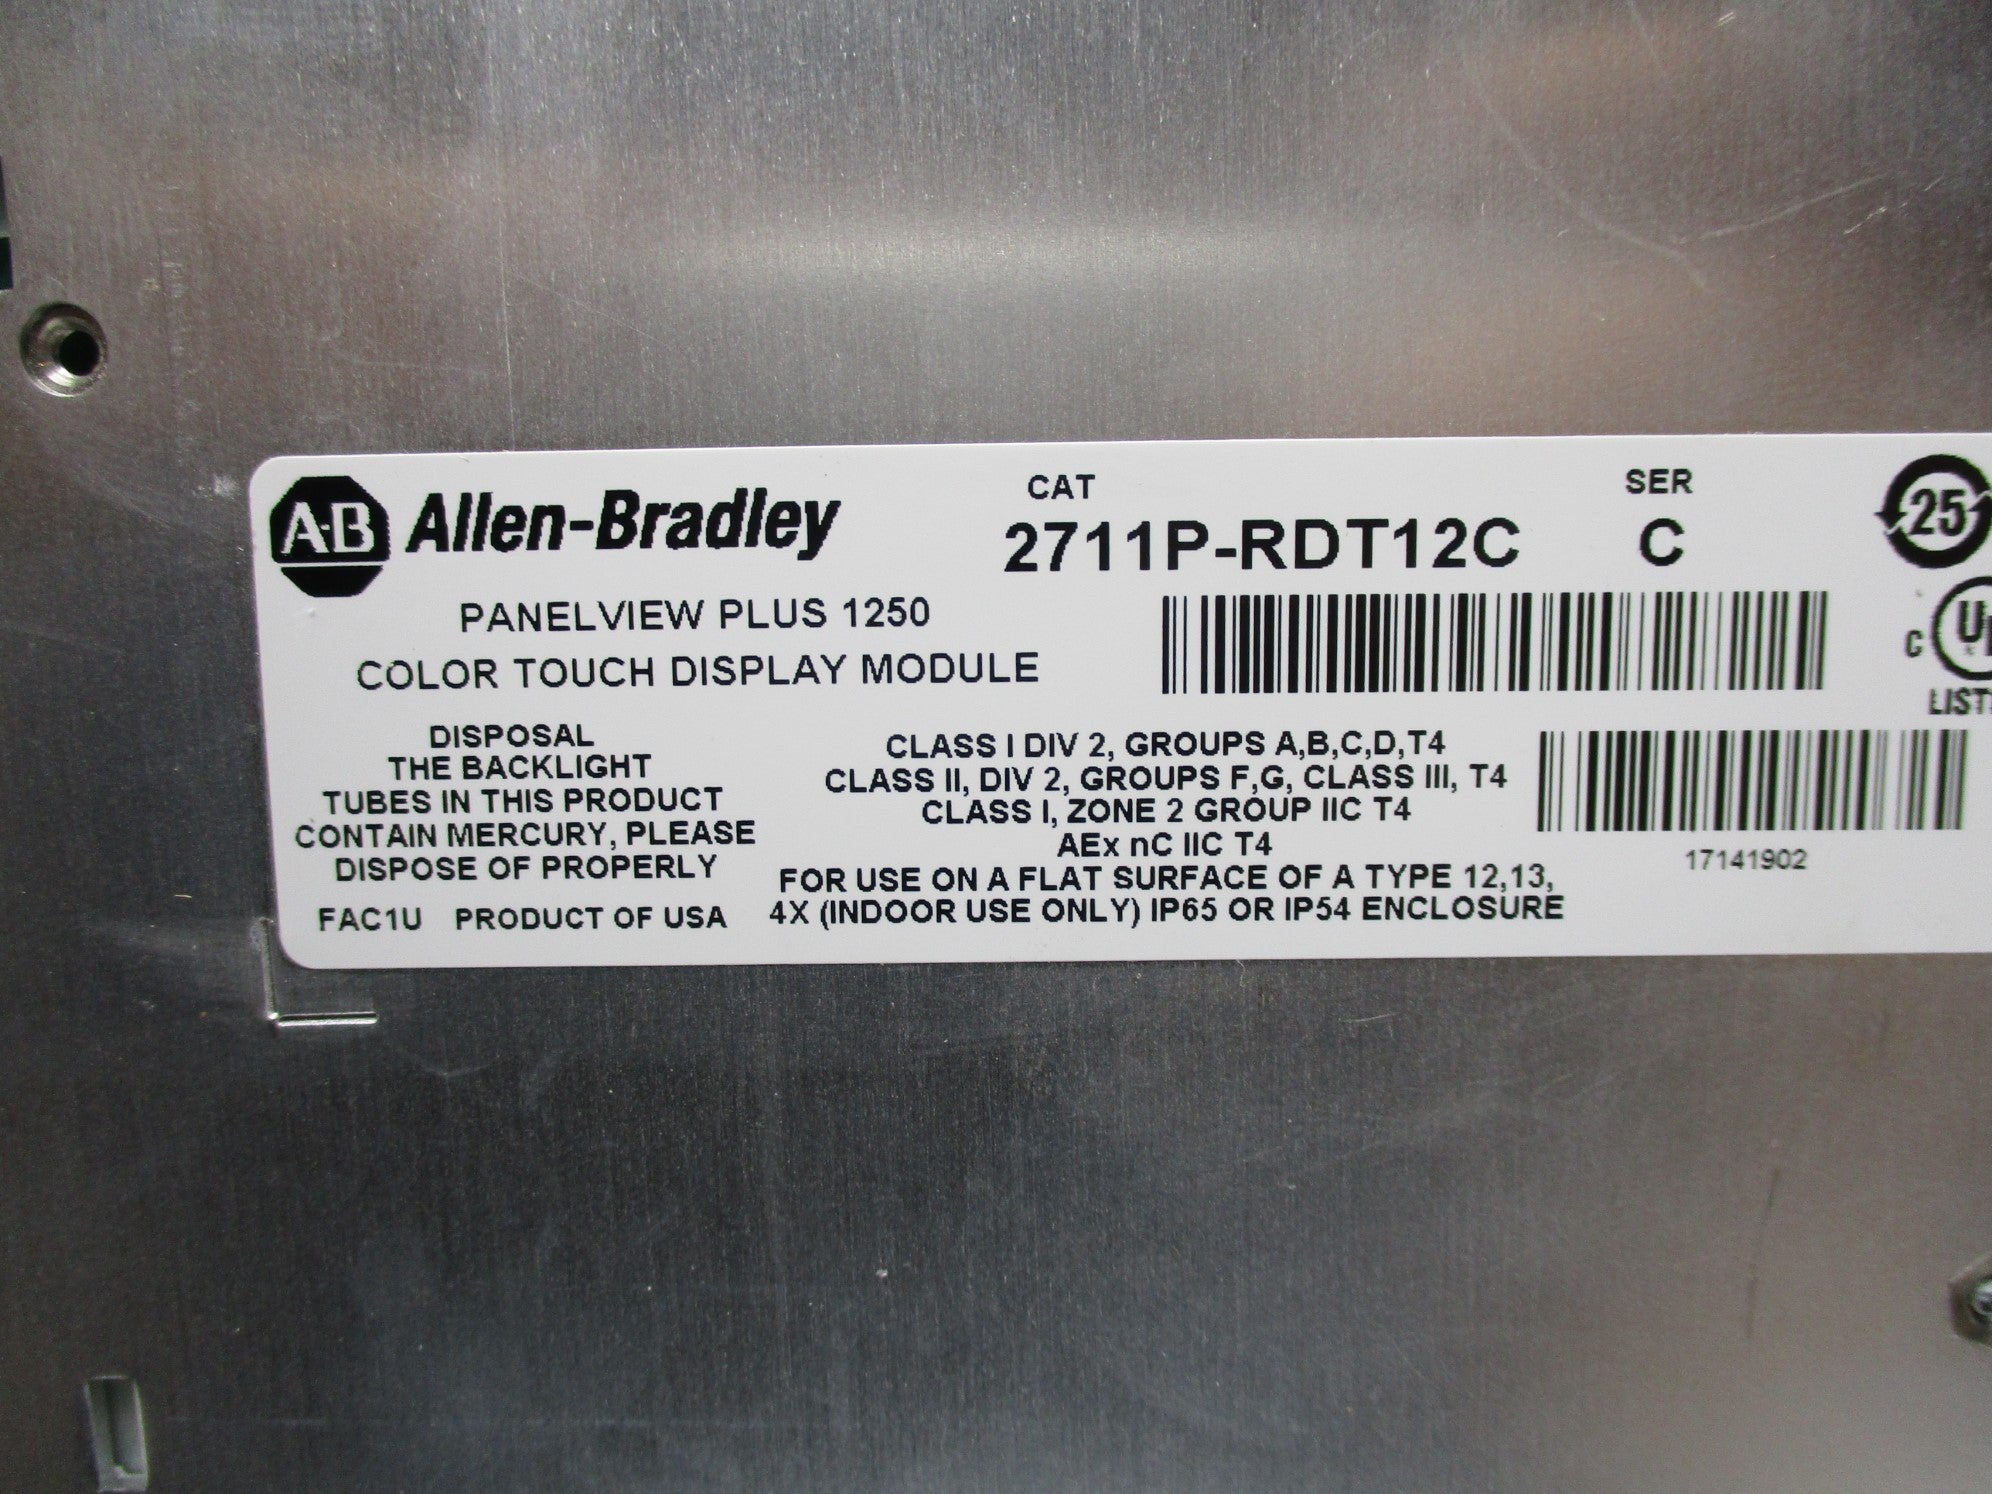 A-B Allen-Bradley
CAT
2711P-RDT12C
SER
C
25
PANELVIEW PLUS 1250
COLOR TOUCH DISPLAY MODULE
C
DISPOSAL
THE BACKLIGHT
TUBES IN THIS PRODUCT
CONTAIN MERCURY, PLEASE
DISPOSE OF PROPERLY
FAC1U PRODUCT OF USA
CLASS I DIV 2, GROUPS A,B,C,D,T4
CLASS II, DIV 2, GROUPS F,G, CLASS III, T4
CLASS I, ZONE 2 GROUP IIC T4
AEx nC IIC T4
FOR USE ON A FLAT SURFACE OF A TYPE 12,13,
4X (INDOOR USE ONLY) IP65 OR IP54 ENCLOSURE
17141902